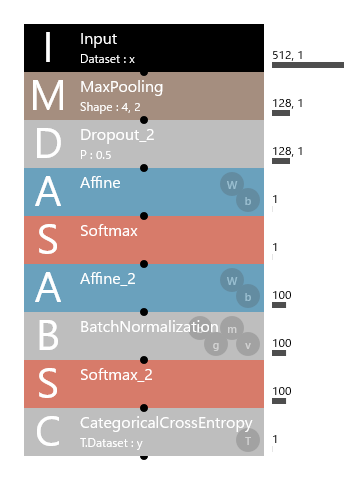 I Input 512, 1
Dataset : x
M MaxPooling 128, 1
Shape : 4, 2
D Dropout_2 128, 1
P : 0.5
A Affine W b 1
S Softmax 1
A Affine_2 W b 100
B BatchNormalization m g v 100
S Softmax_2 100
C CategoricalCrossEntropy 1
T.Dataset : y T